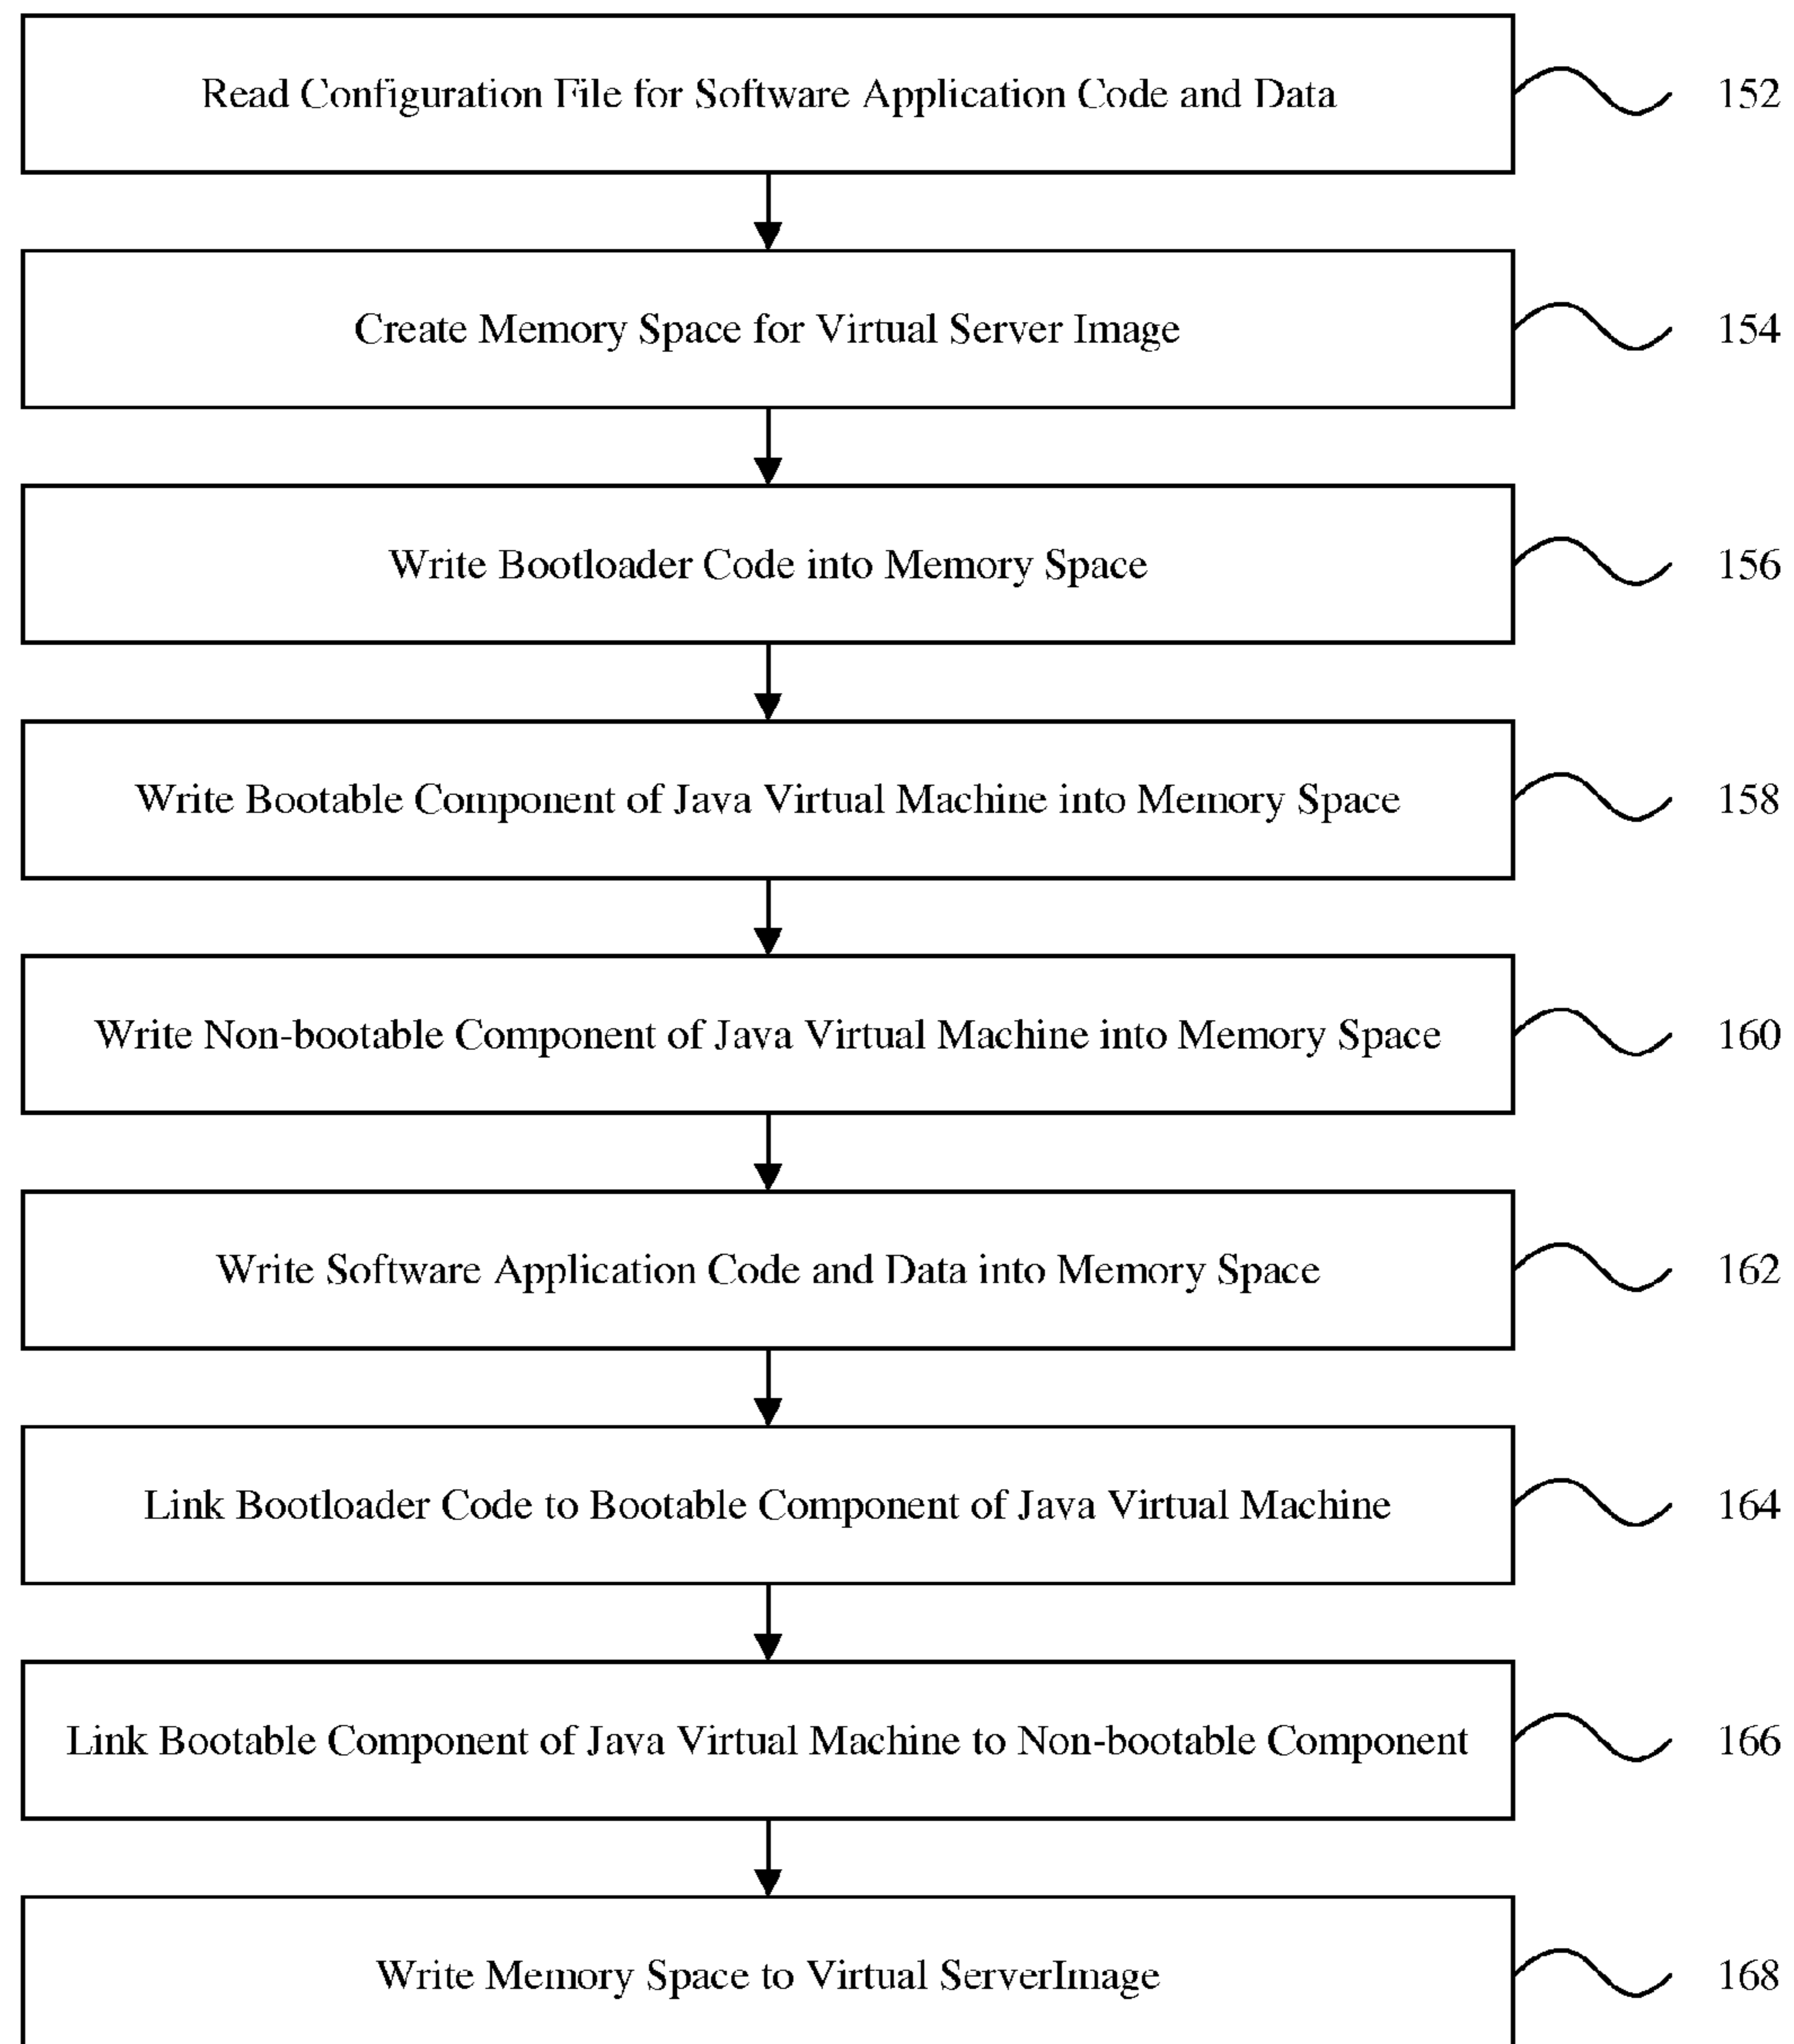 Read Configuration File for Software Application Code and Data 152
Create Memory Space for Virtual Server Image 154
Write Bootloader Code into Memory Space 156
Write Bootable Component of Java Virtual Machine into Memory Space 158
Write Non-bootable Component of Java Virtual Machine into Memory Space 160
Write Software Application Code and Data into Memory Space 162
Link Bootloader Code to Bootable Component of Java Virtual Machine 164
Link Bootable Component of Java Virtual Machine to Non-bootable Component 166
Write Memory Space to Virtual ServerImage 168